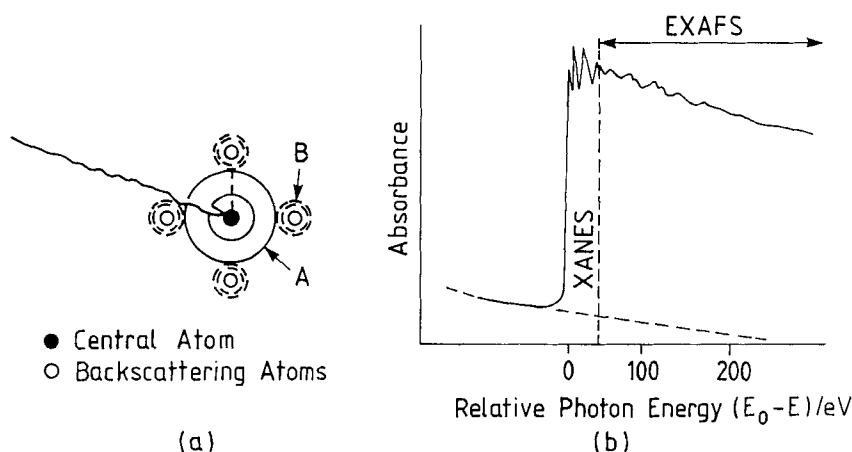 B
A
● Central Atom
○ Backscattering Atoms
(a)
EXAFS
Absorbance
XANES
0 100 200
Relative Photon Energy (E₀-E)/eV
(b)